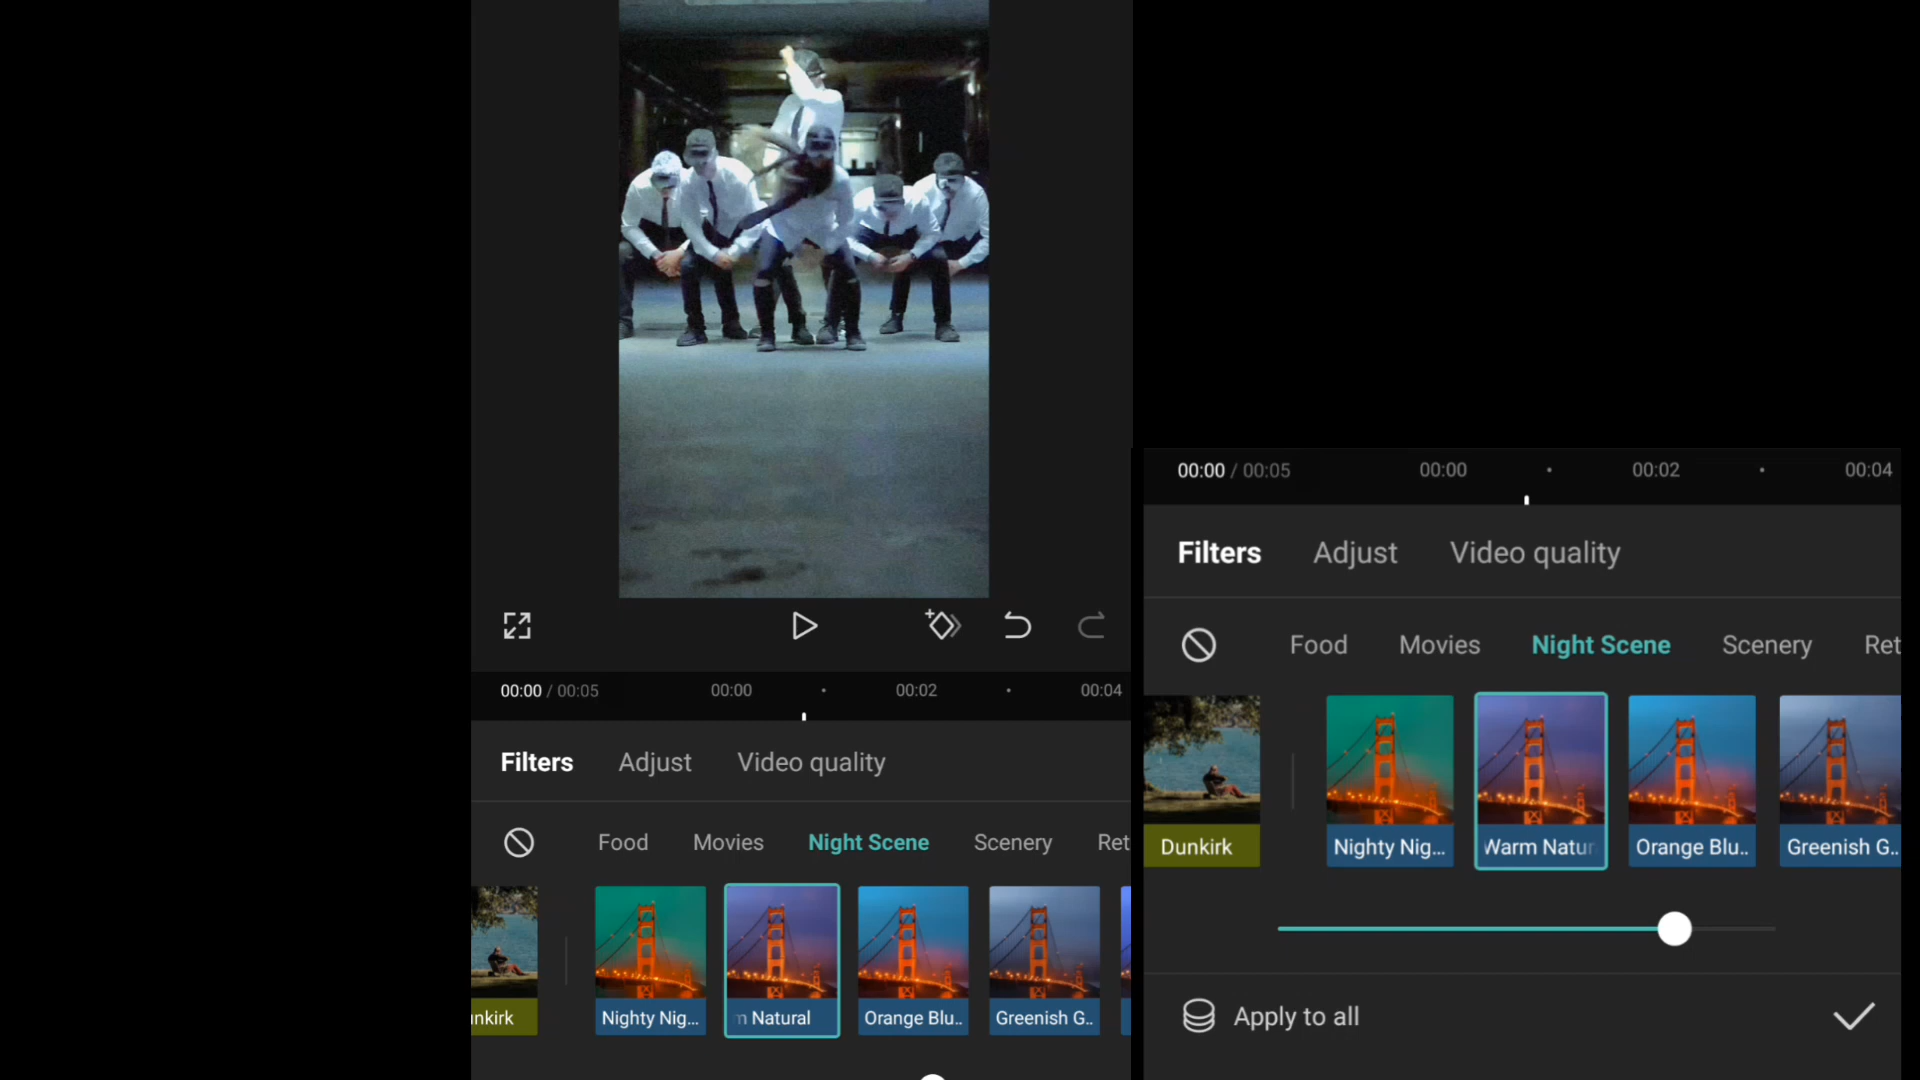 00:00 / 00:05 00:00 00:02 00:04
Filters Adjust Video quality
Food Movies Night Scene Scenery Ret
nkirk Nighty Nig... m Natural Orange Blu.. Greenish G..
00:00 / 00:05 00:00 00:02 00:04
Filters Adjust Video quality
Food Movies Night Scene Scenery Ret
Dunkirk Nighty Nig... Warm Natur Orange Blu.. Greenish G..
Apply to all